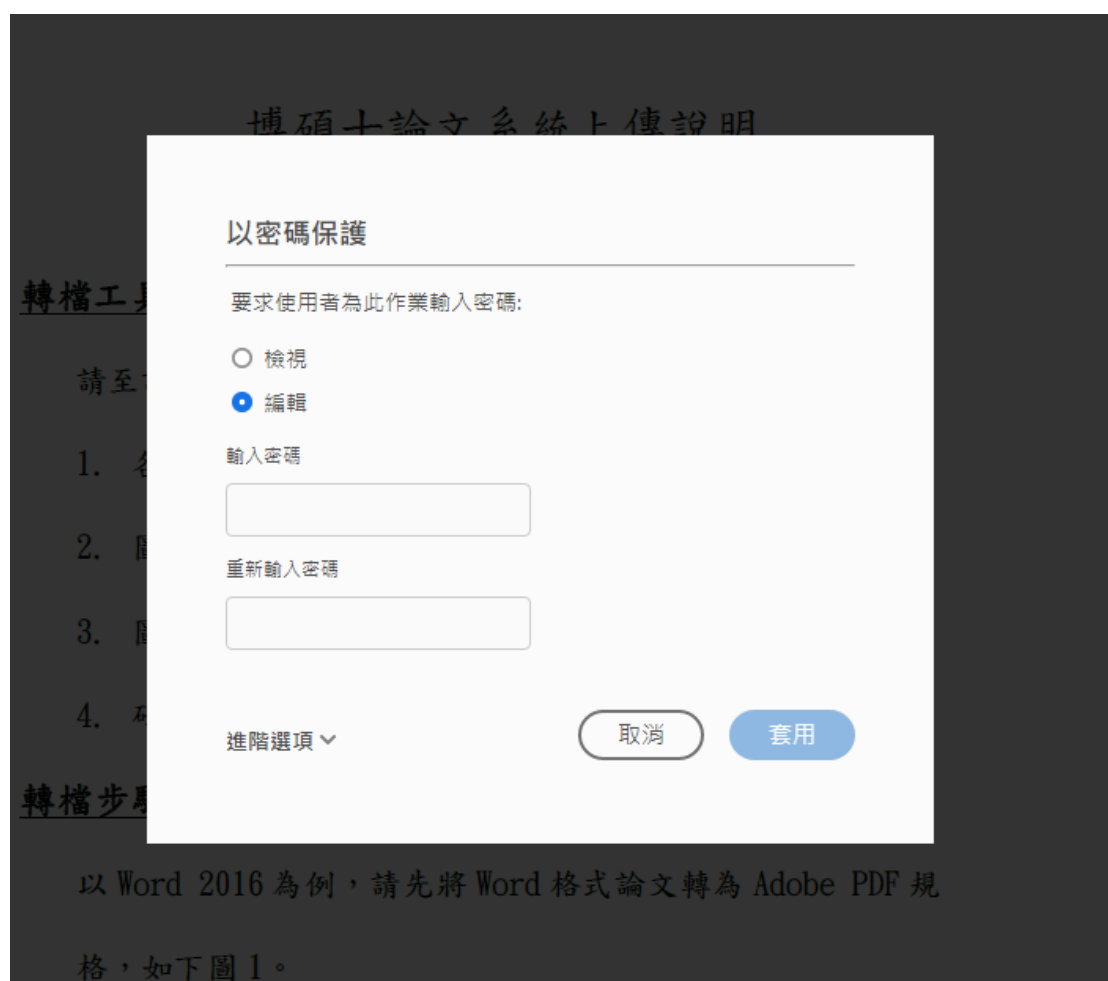 博碩士論文系統上傳說明
以密碼保護
轉檔工具
要求使用者為此作業輸入密碼:
檢視
請至
編輯
輸入密碼
1.
2.
重新輸入密碼
3.
4.
進階選項
取消
套用
轉檔步驟
以 Word 2016 為例，請先將 Word 格式論文轉為 Adobe PDF 規
格，如下圖 1。